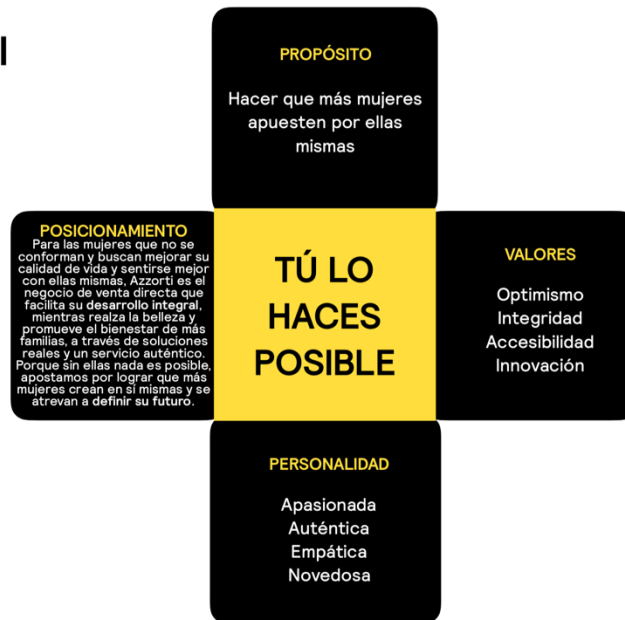 PROPÓSITO
Hacer que más mujeres
apuesten por ellas
mismas
POSICIONAMIENTO
Para las mujeres que no se
conforman y buscan mejorar su
calidad de vida y sentirse mejor
con ellas mismas, Azzorti es el
negocio de venta directa que
facilita su desarrollo integral,
mientras realza la belleza y
promueve el bienestar de más
familias, a través de soluciones
reales y un servicio auténtico.
Porque sin ellas nada es posible,
apostamos por lograr que más
mujeres crean en sí mismas y se
atrevan a definir su futuro.
TÚ LO
HACES
POSIBLE
VALORES
Optimismo
Integridad
Accesibilidad
Innovación
PERSONALIDAD
Apasionada
Auténtica
Empática
Novedosa